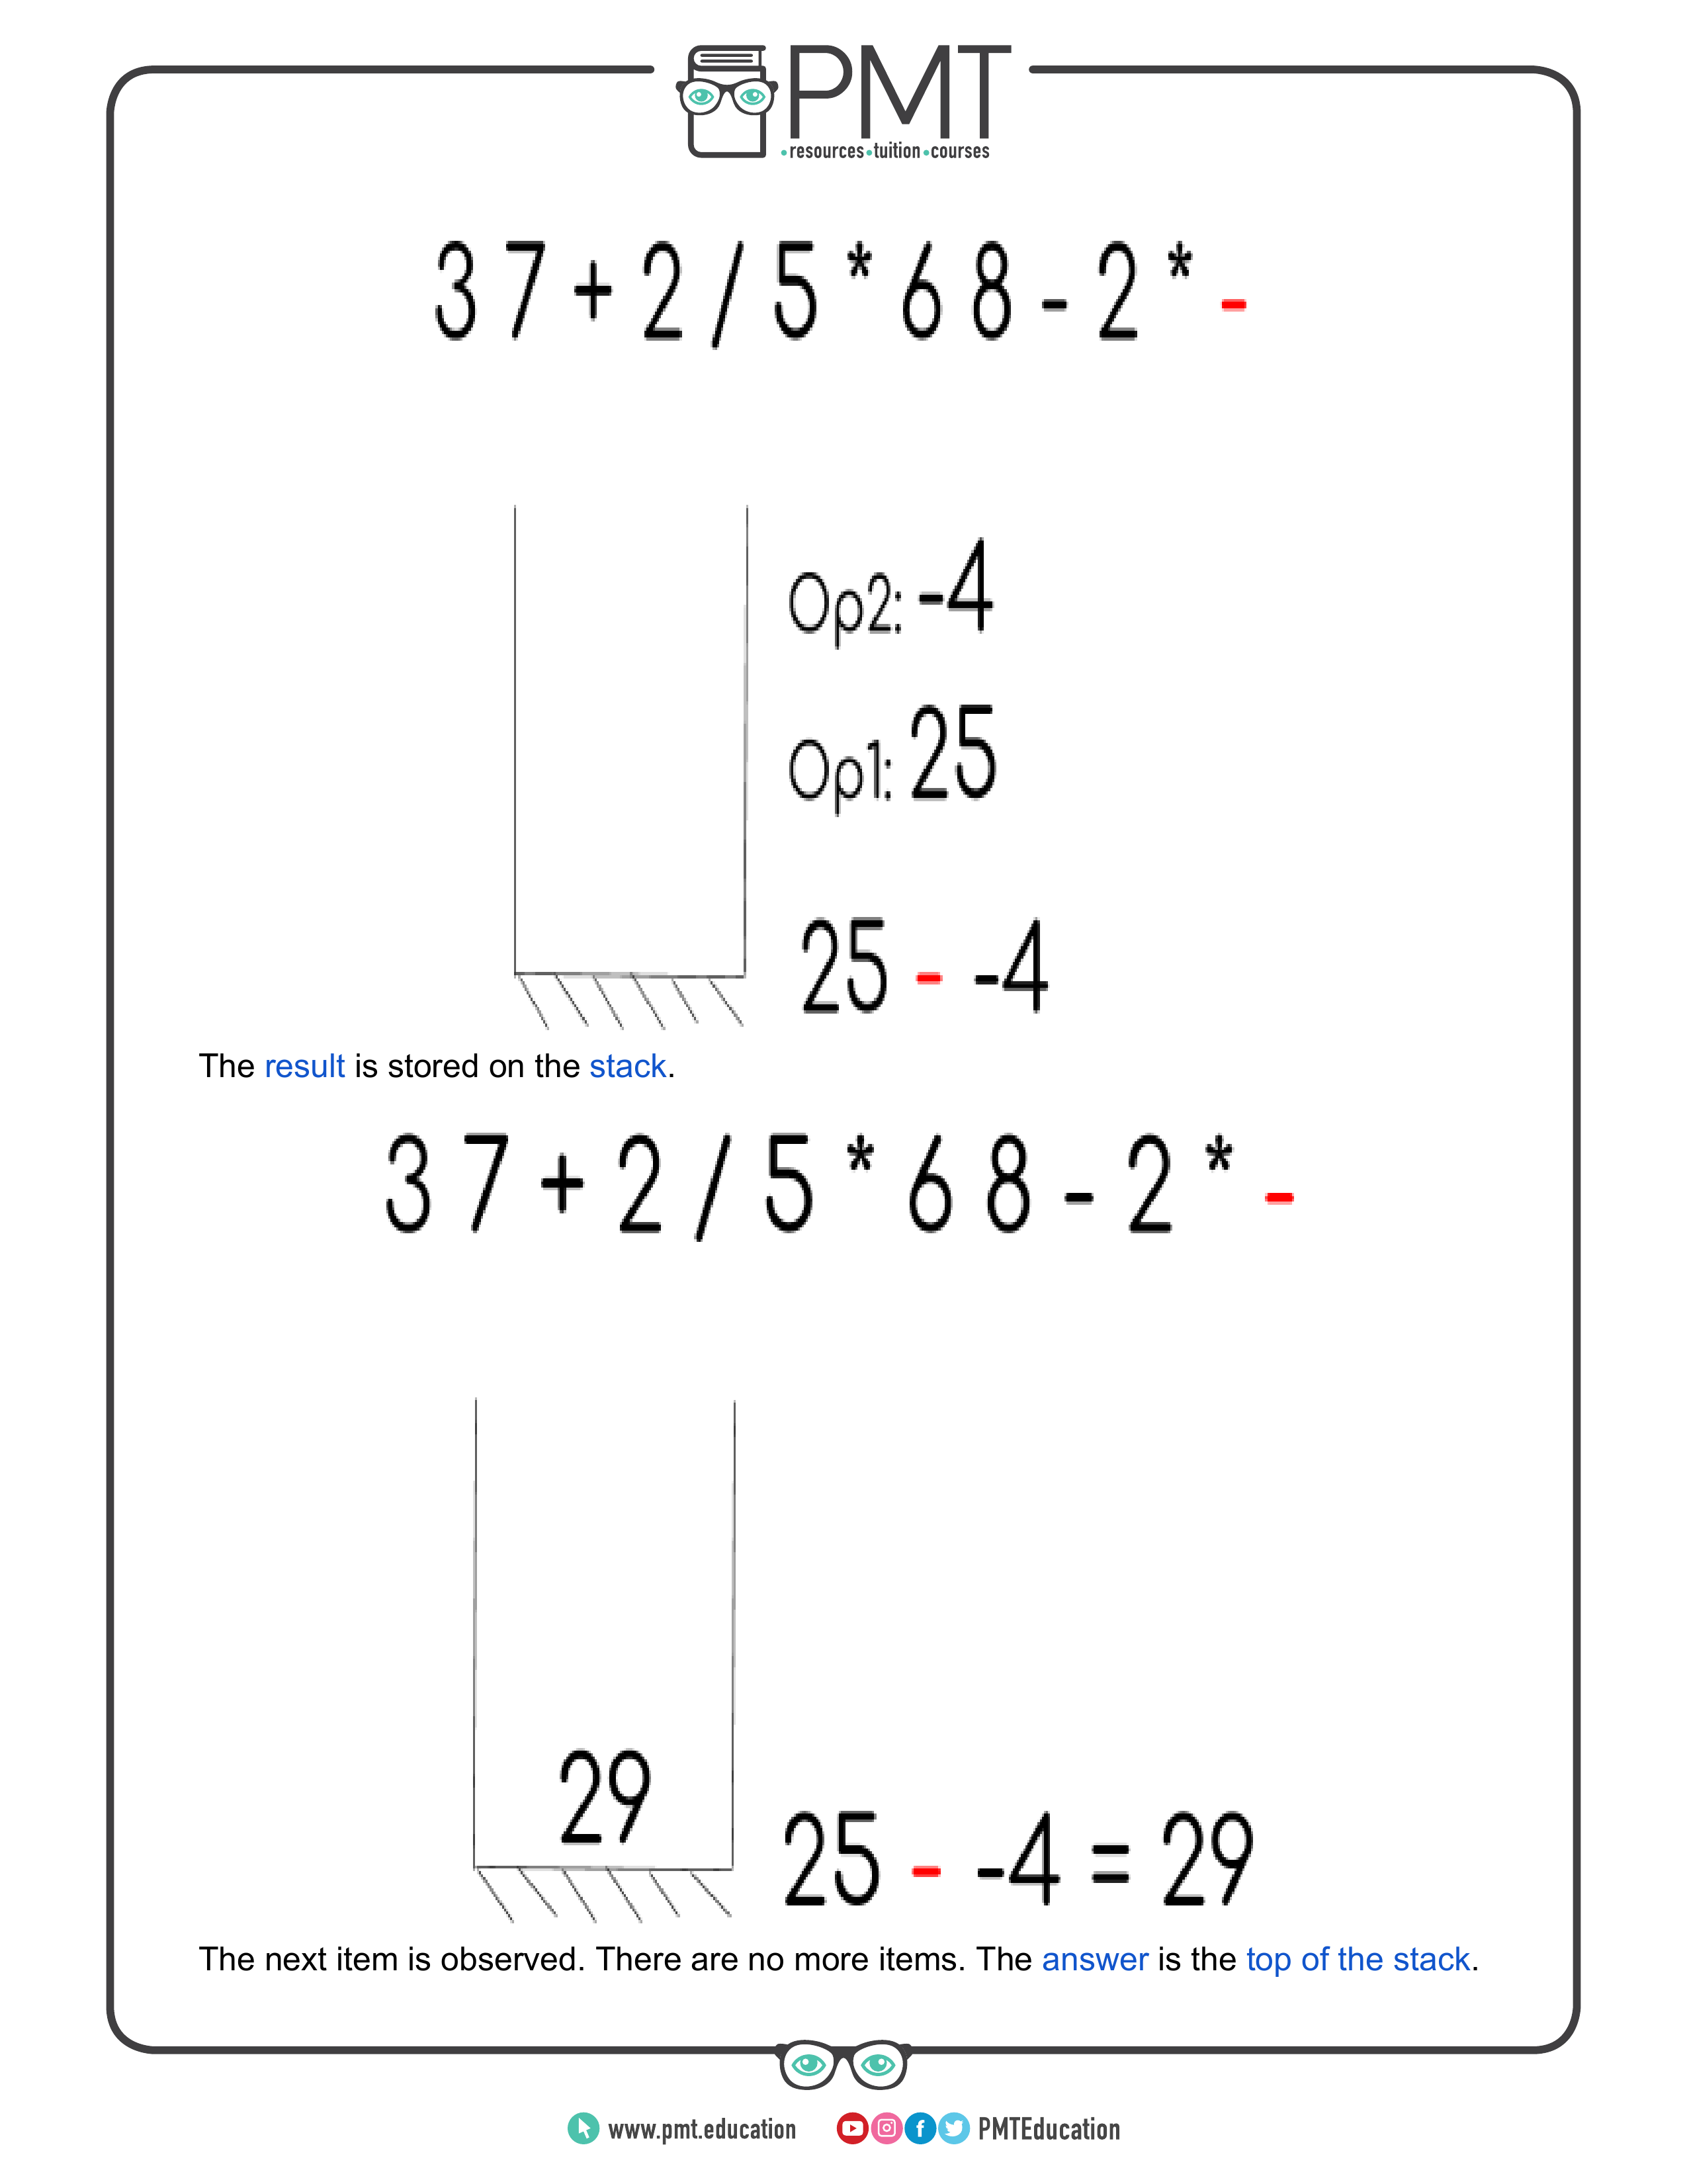 PMT
•resources•tuition•courses
3 7 + 2 / 5 * 6 8 - 2 * -
Op2: -4
Op1: 25
25 - -4
The result is stored on the stack.
3 7 + 2 / 5 * 6 8 - 2 * -
29
25 - -4 = 29
The next item is observed. There are no more items. The answer is the top of the stack.
www.pmt.education PMTEducation